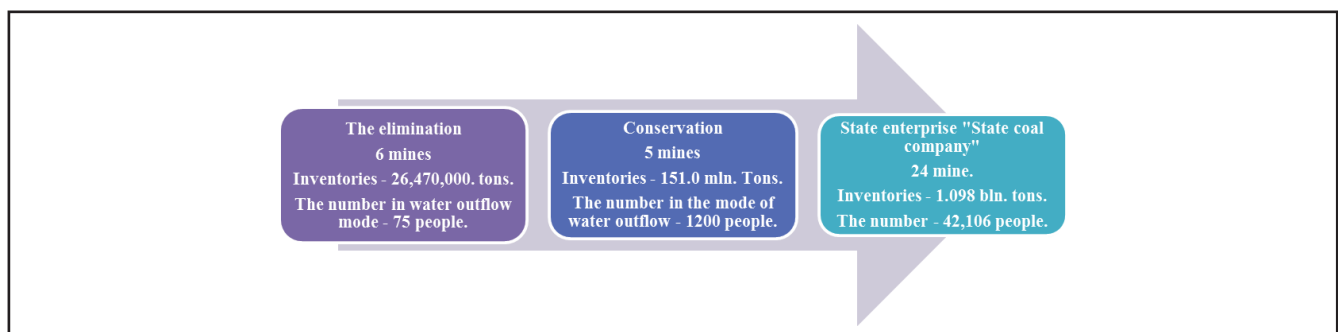 The elimination
6 mines
Inventories - 26,470,000. tons.
The number in water outflow
mode - 75 people.
Conservation
5 mines
Inventories - 151.0 mln. Tons.
The number in the mode of
water outflow - 1200 people.
State enterprise "State coal
company"
24 mine.
Inventories - 1.098 bln. tons.
The number - 42,106 people.